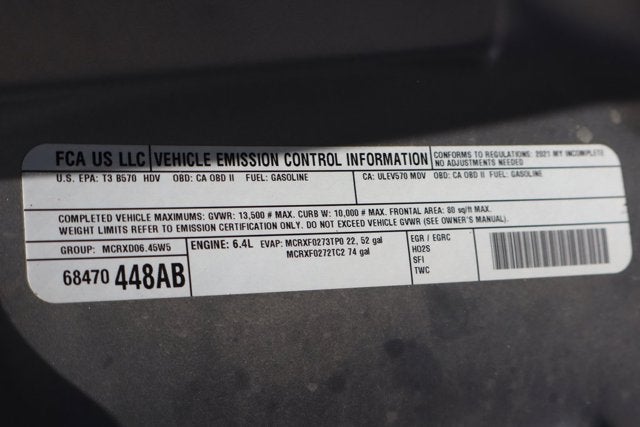 FCA US LLC VEHICLE EMISSION CONTROL INFORMATION
CONFORMS TO REGULATIONS: 2021 MY INCOMPLETE
NO ADJUSTMENTS NEEDED
U.S. EPA: T3 B570 HDV OBD: CA OBD II FUEL: GASOLINE
CA: ULEV570 MDV OBD: CA OBD II FUEL: GASOLINE
COMPLETED VEHICLE MAXIMUMS: GVWR: 13,500 # MAX. CURB W: 10,000 # MAX. FRONTAL AREA: 80 sq/ft MAX.
WEIGHT LIMITS REFER TO EMISSION CERTIFICATION ONLY. DO NOT EXCEED VEHICLE GVWR (SEE OWNER'S MANUAL).
GROUP: MCRXD06.45W5
68470 448AB
ENGINE: 6.4L EVAP: MCRXF0273TP0 22, 52 gal
MCRXF0272TC2 74 gal
EGR / EGRC
HO2S
SFI
TWC